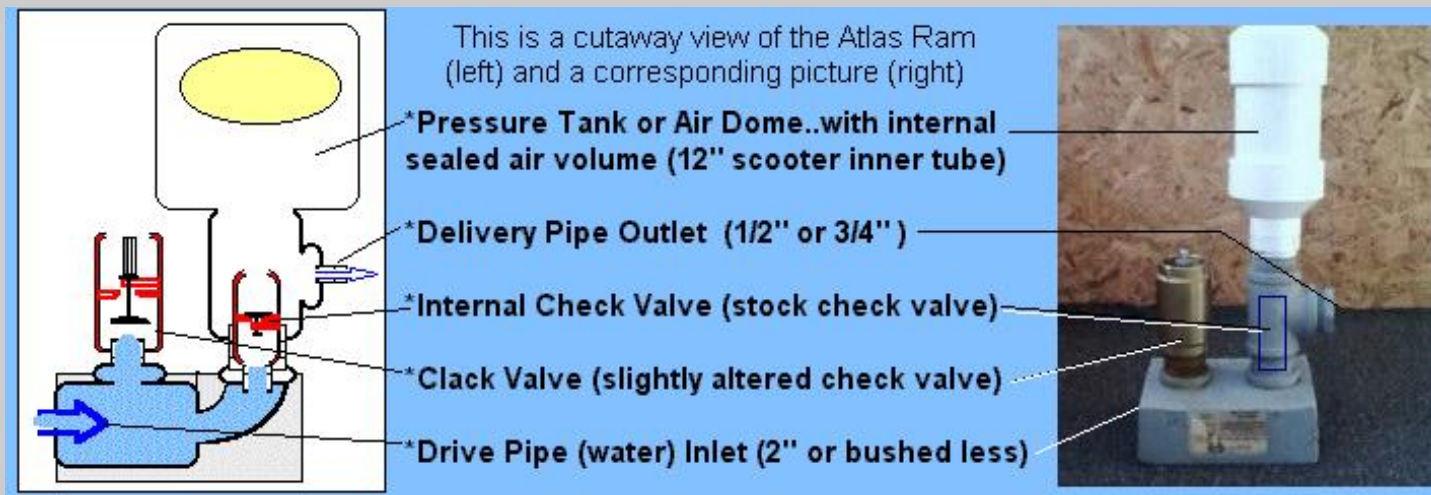 This is a cutaway view of the Atlas Ram
(left) and a corresponding picture (right)
*Pressure Tank or Air Dome..with internal
sealed air volume (12" scooter inner tube)
*Delivery Pipe Outlet (1/2" or 3/4" )
*Internal Check Valve (stock check valve)
*Clack Valve (slightly altered check valve)
*Drive Pipe (water) Inlet (2" or bushed less)